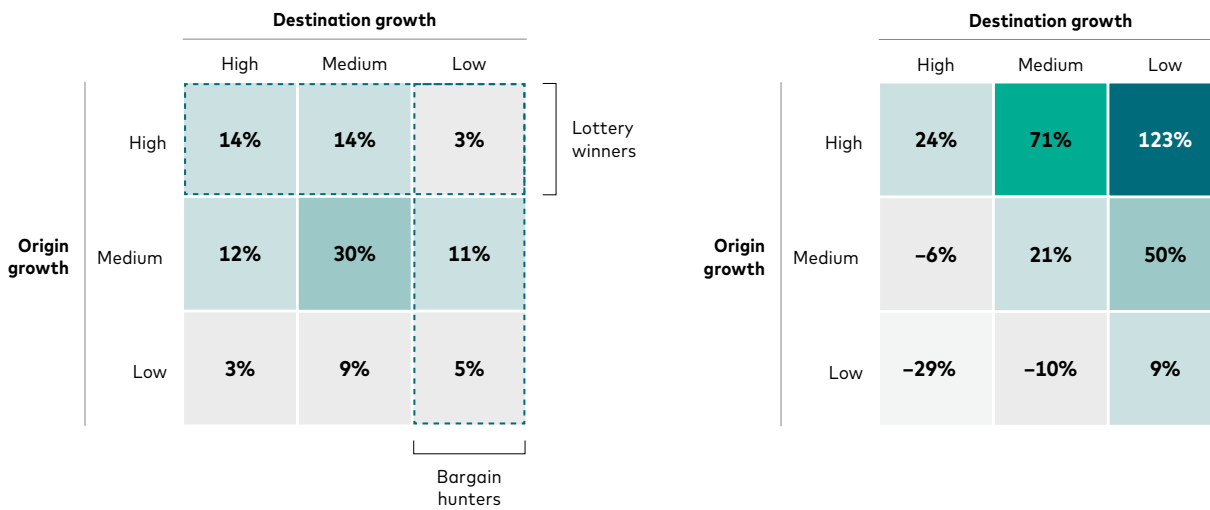 Destination growth
High Medium Low
High 14% 14% 3%
Lottery
winners
Origin
growth
Medium 12% 30% 11%
Low 3% 9% 5%
Bargain
hunters
Destination growth
High Medium Low
High 24% 71% 123%
Origin
growth
Medium –6% 21% 50%
Low –29% –10% 9%